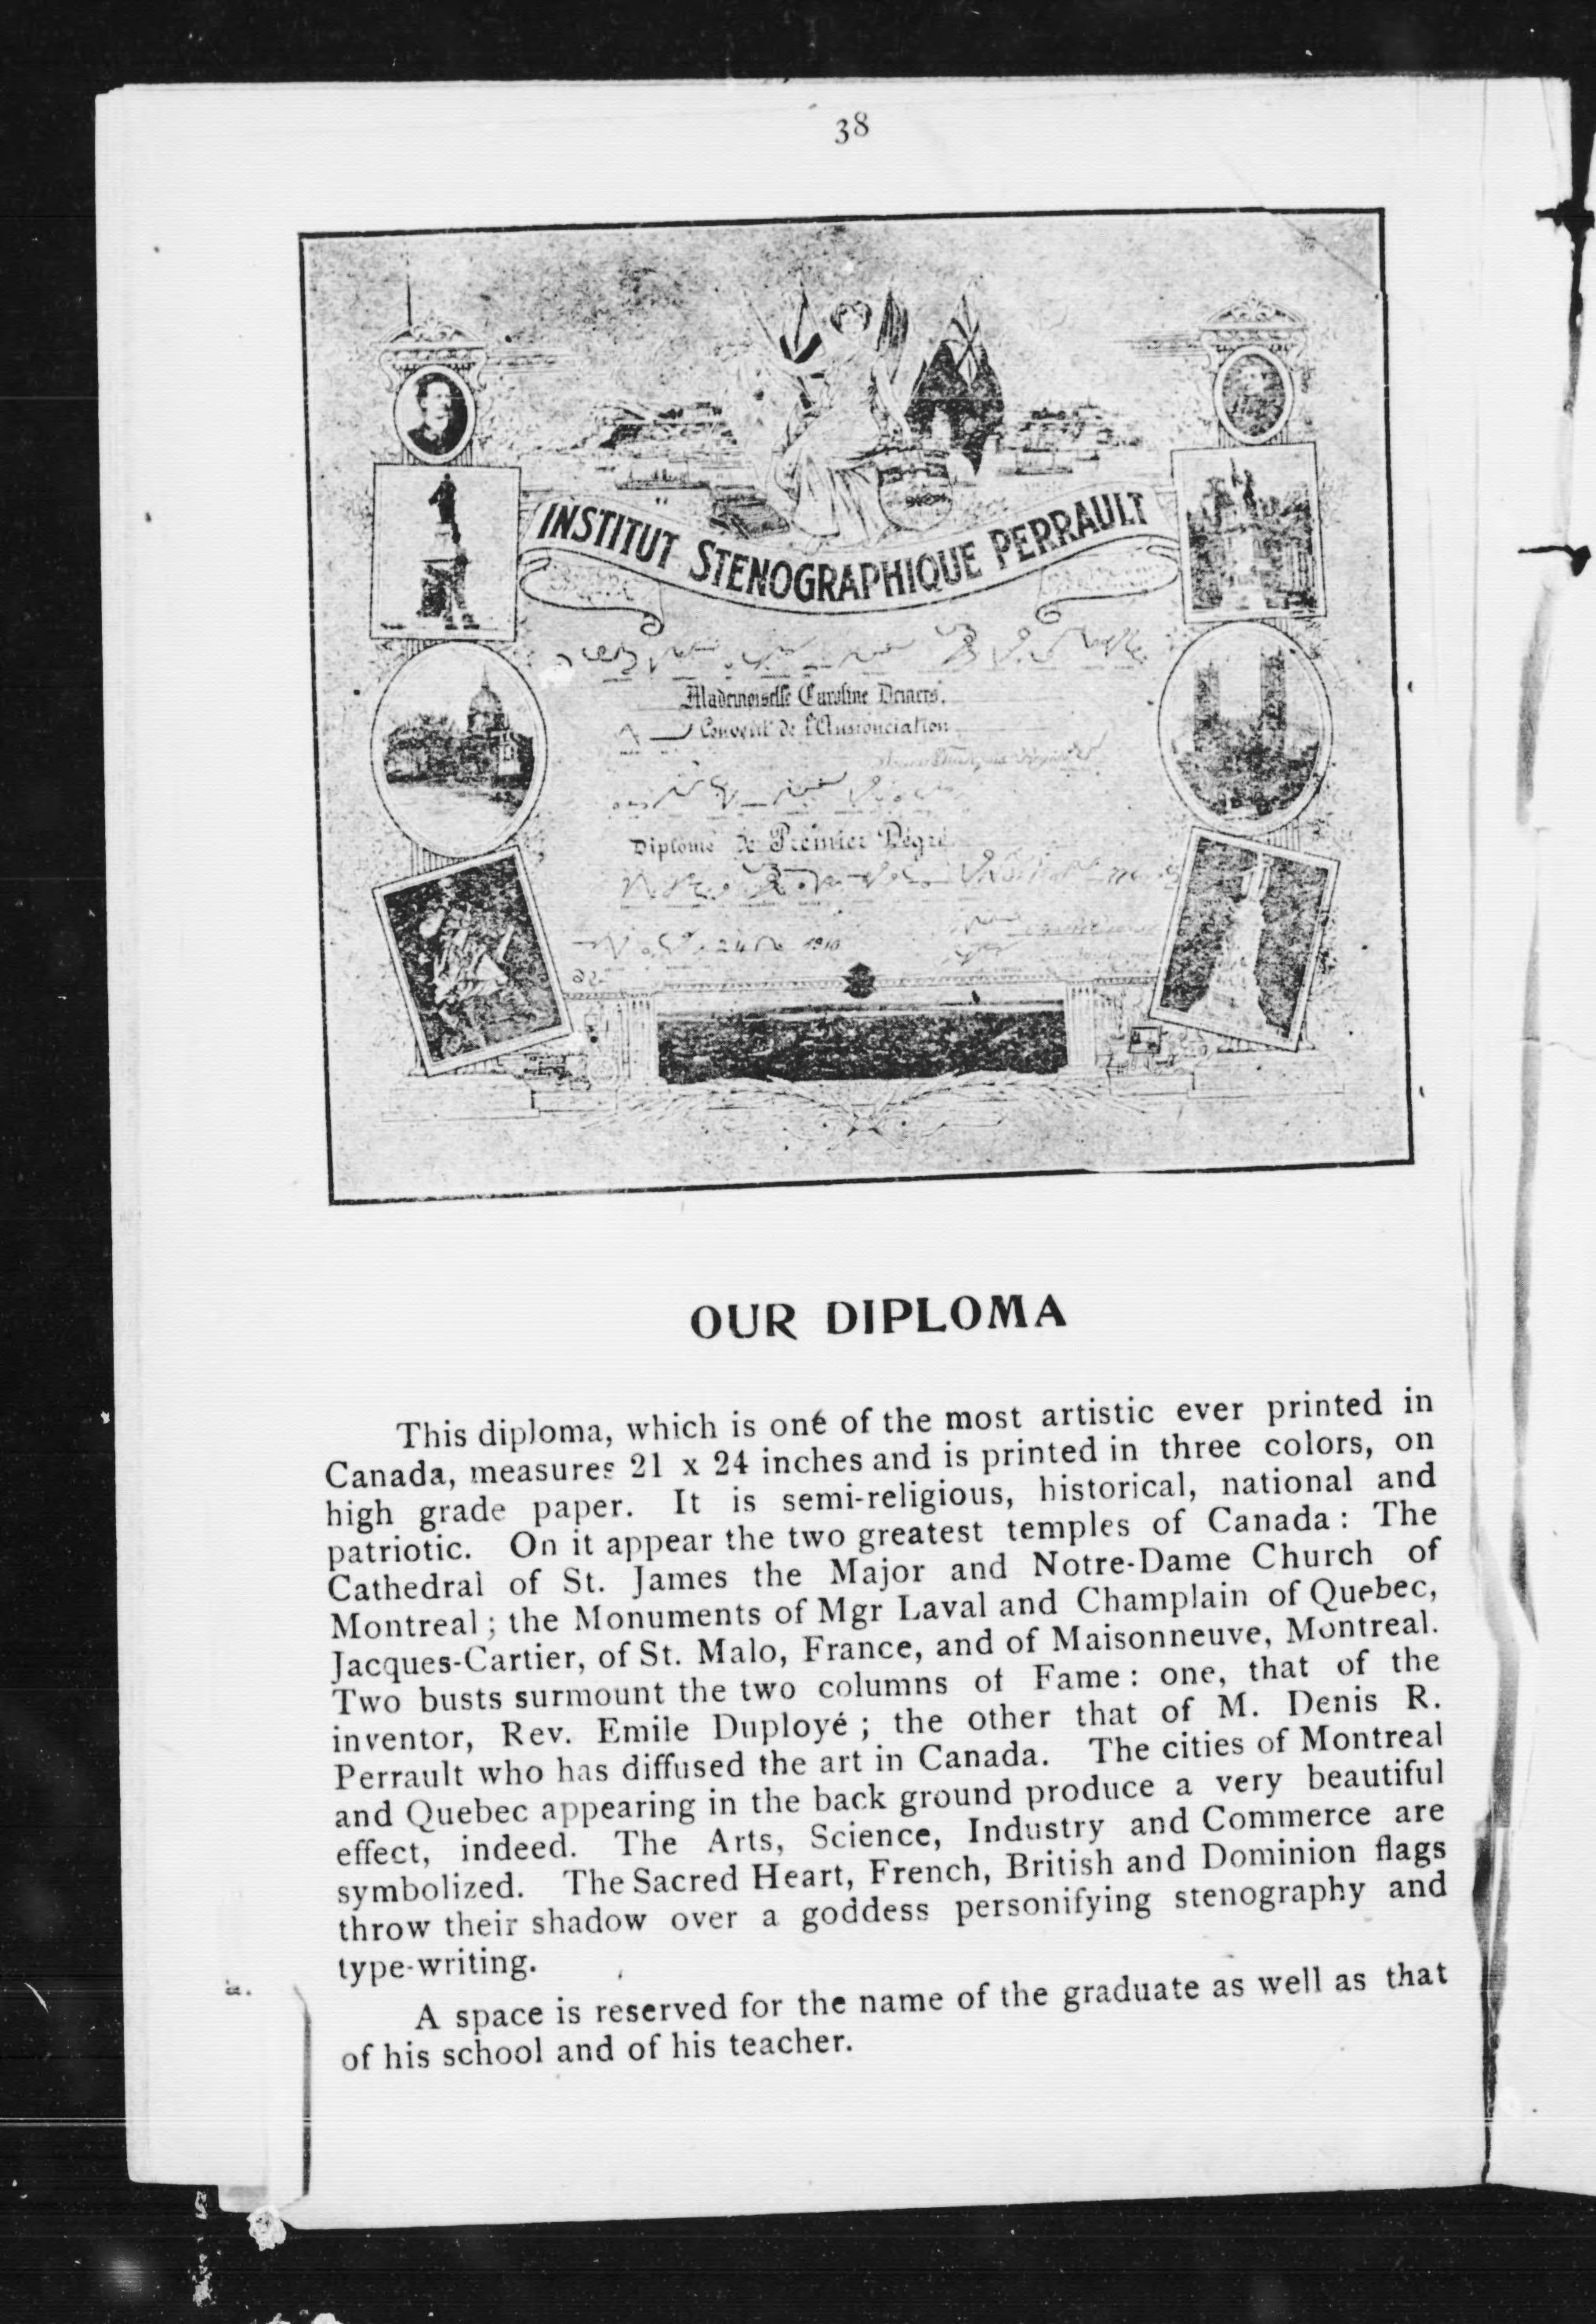 38
INSTITUT STENOGRAPHIQUE PERRAULT
Mademoiselle Caroline Demers,
Couvent de l'Annonciation
Diplôme de Premier Dégré
24 1910
OUR DIPLOMA
This diploma, which is one of the most artistic ever printed in
Canada, measures 21 x 24 inches and is printed in three colors, on
high grade paper. It is semi-religious, historical, national and
patriotic. On it appear the two greatest temples of Canada: The
Cathedral of St. James the Major and Notre-Dame Church of
Montreal; the Monuments of Mgr Laval and Champlain of Quebec,
Jacques-Cartier, of St. Malo, France, and of Maisonneuve, Montreal.
Two busts surmount the two columns of Fame: one, that of the
inventor, Rev. Emile Duployé; the other that of M. Denis R.
Perrault who has diffused the art in Canada. The cities of Montreal
and Quebec appearing in the back ground produce a very beautiful
effect, indeed. The Arts, Science, Industry and Commerce are
symbolized. The Sacred Heart, French, British and Dominion flags
throw their shadow over a goddess personifying stenography and
type-writing.
A space is reserved for the name of the graduate as well as that
of his school and of his teacher.